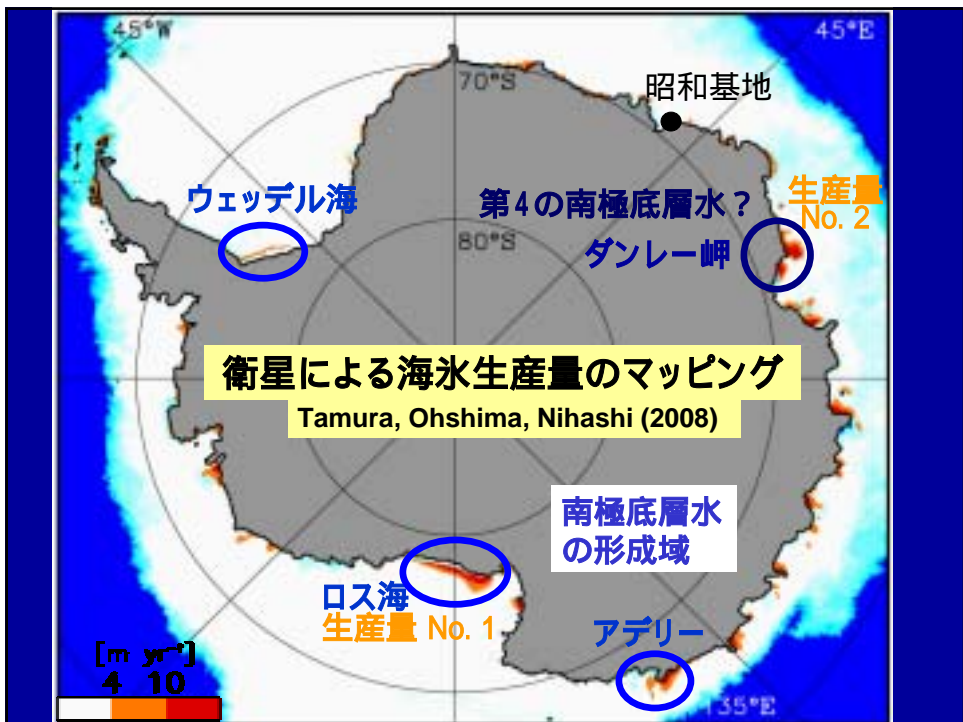 45°W
45°E
70°S
昭和基地
ウェッデル海
第4の南極底層水？
生産量
No. 2
80°S
ダンレー岬
衛星による海氷生産量のマッピング
Tamura, Ohshima, Nihashi (2008)
南極底層水
の形成域
ロス海
生産量 No. 1
アデリー
[m yr⁻¹]
4 10
135°E